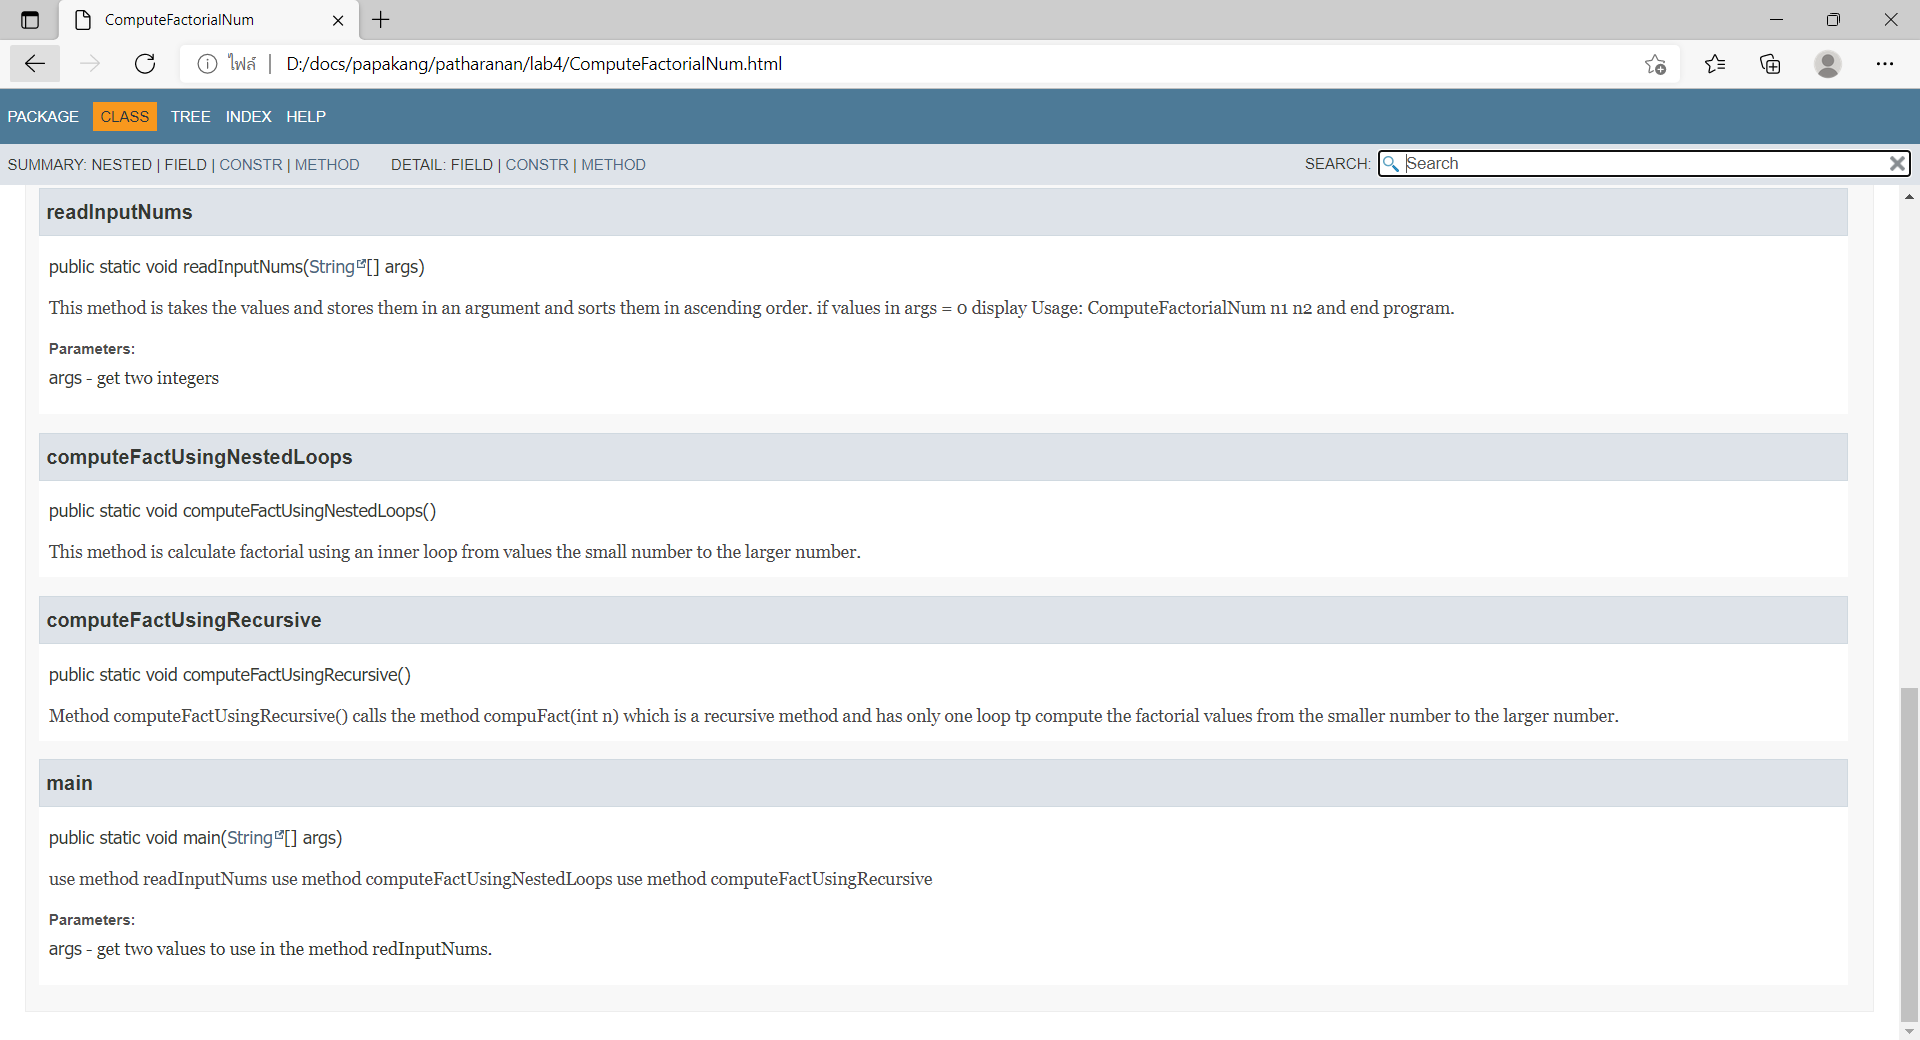 ComputeFactorialNum
ไฟล์ D:/docs/papakang/patharanan/lab4/ComputeFactorialNum.html
PACKAGE CLASS TREE INDEX HELP
SUMMARY: NESTED | FIELD | CONSTR | METHOD DETAIL: FIELD | CONSTR | METHOD SEARCH: Search
readInputNums
public static void readInputNums(String[] args)
This method is takes the values and stores them in an argument and sorts them in ascending order. if values in args = 0 display Usage: ComputeFactorialNum n1 n2 and end program.
Parameters:
args - get two integers
computeFactUsingNestedLoops
public static void computeFactUsingNestedLoops()
This method is calculate factorial using an inner loop from values the small number to the larger number.
computeFactUsingRecursive
public static void computeFactUsingRecursive()
Method computeFactUsingRecursive() calls the method compuFact(int n) which is a recursive method and has only one loop tp compute the factorial values from the smaller number to the larger number.
main
public static void main(String[] args)
use method readInputNums use method computeFactUsingNestedLoops use method computeFactUsingRecursive
Parameters:
args - get two values to use in the method redInputNums.